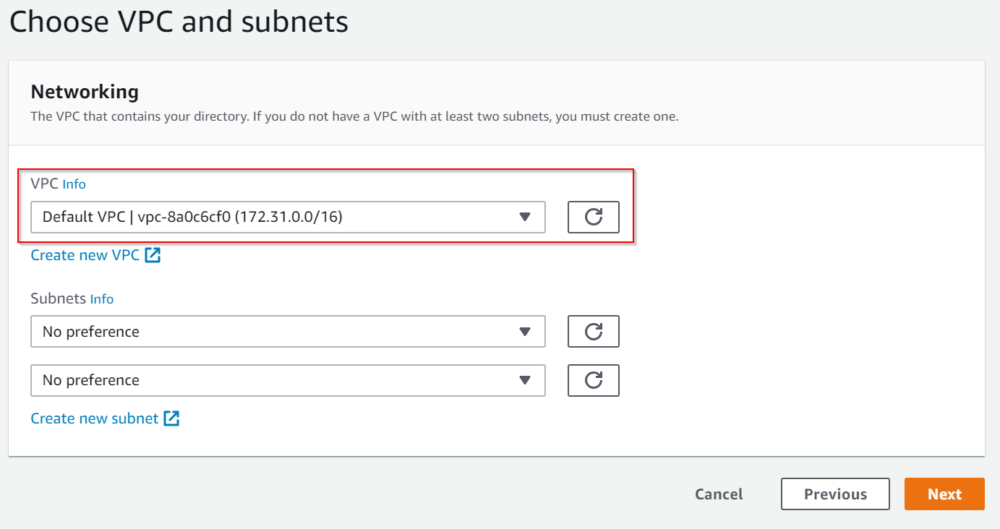 Choose VPC and subnets
Networking
The VPC that contains your directory. If you do not have a VPC with at least two subnets, you must create one.
VPC Info
Default VPC | vpc-8a0c6cf0 (172.31.0.0/16)
Create new VPC
Subnets Info
No preference
No preference
Create new subnet
Cancel Previous Next